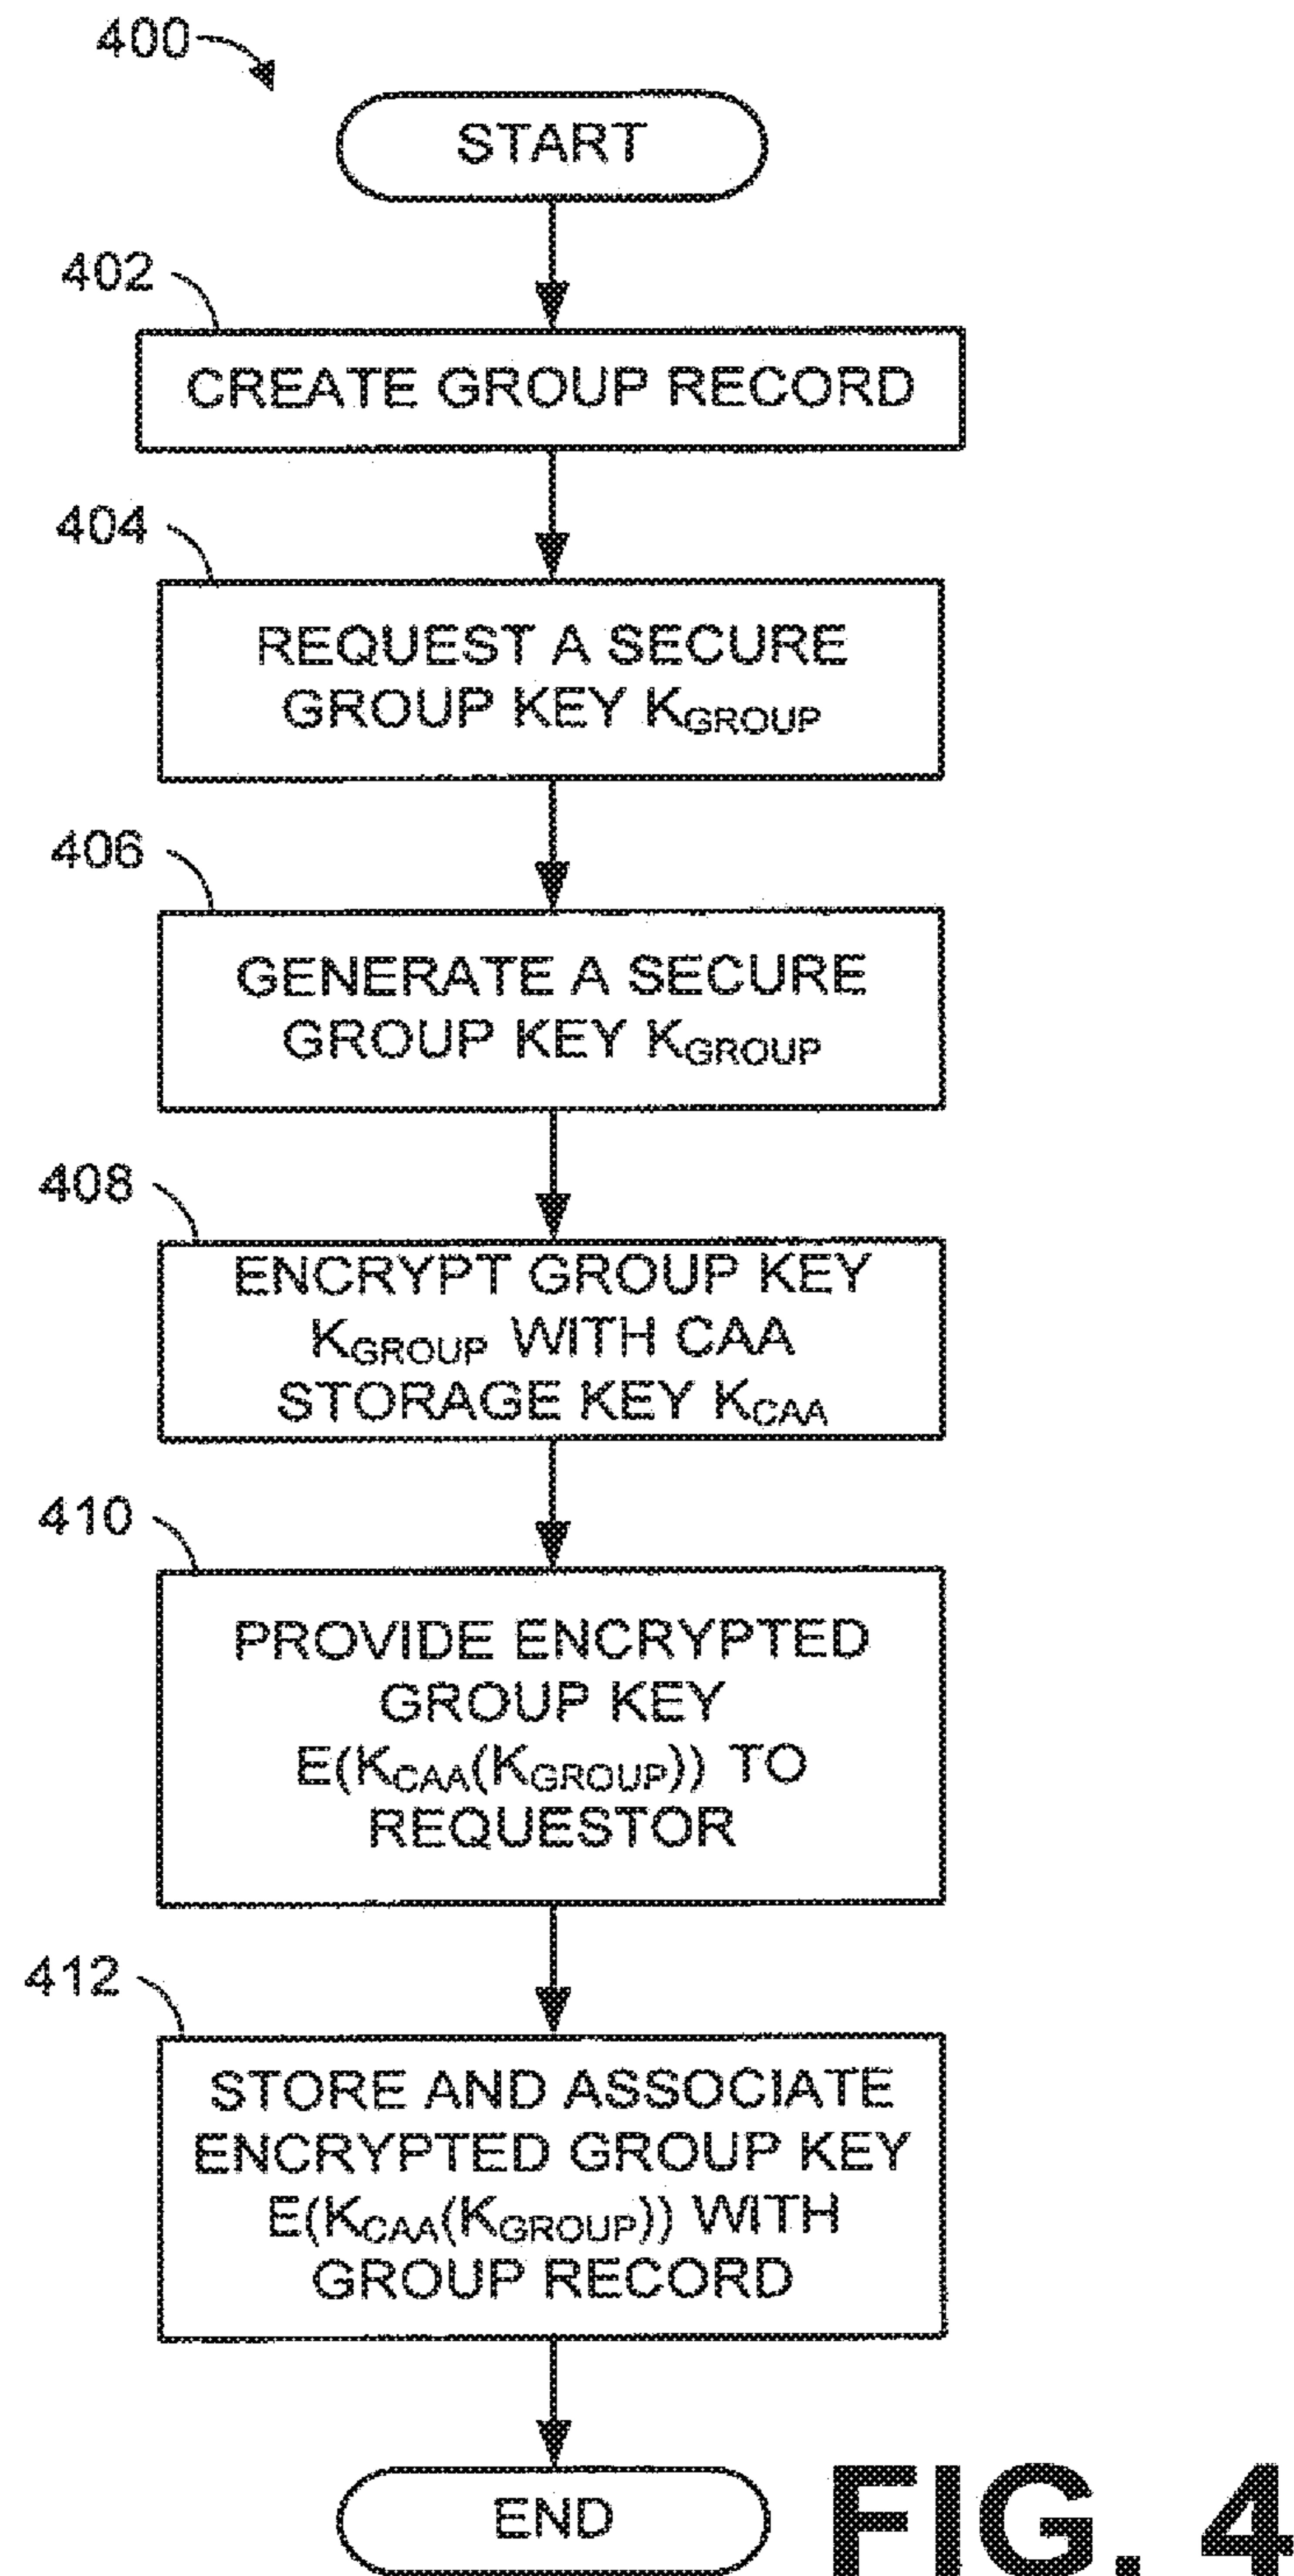 400
START
402
CREATE GROUP RECORD
404
REQUEST A SECURE
GROUP KEY KGROUP
406
GENERATE A SECURE
GROUP KEY KGROUP
408
ENCRYPT GROUP KEY
KGROUP WITH CAA
STORAGE KEY KCAA
410
PROVIDE ENCRYPTED
GROUP KEY
E(KCAA(KGROUP)) TO
REQUESTOR
412
STORE AND ASSOCIATE
ENCRYPTED GROUP KEY
E(KCAA(KGROUP)) WITH
GROUP RECORD
END
FIG. 4